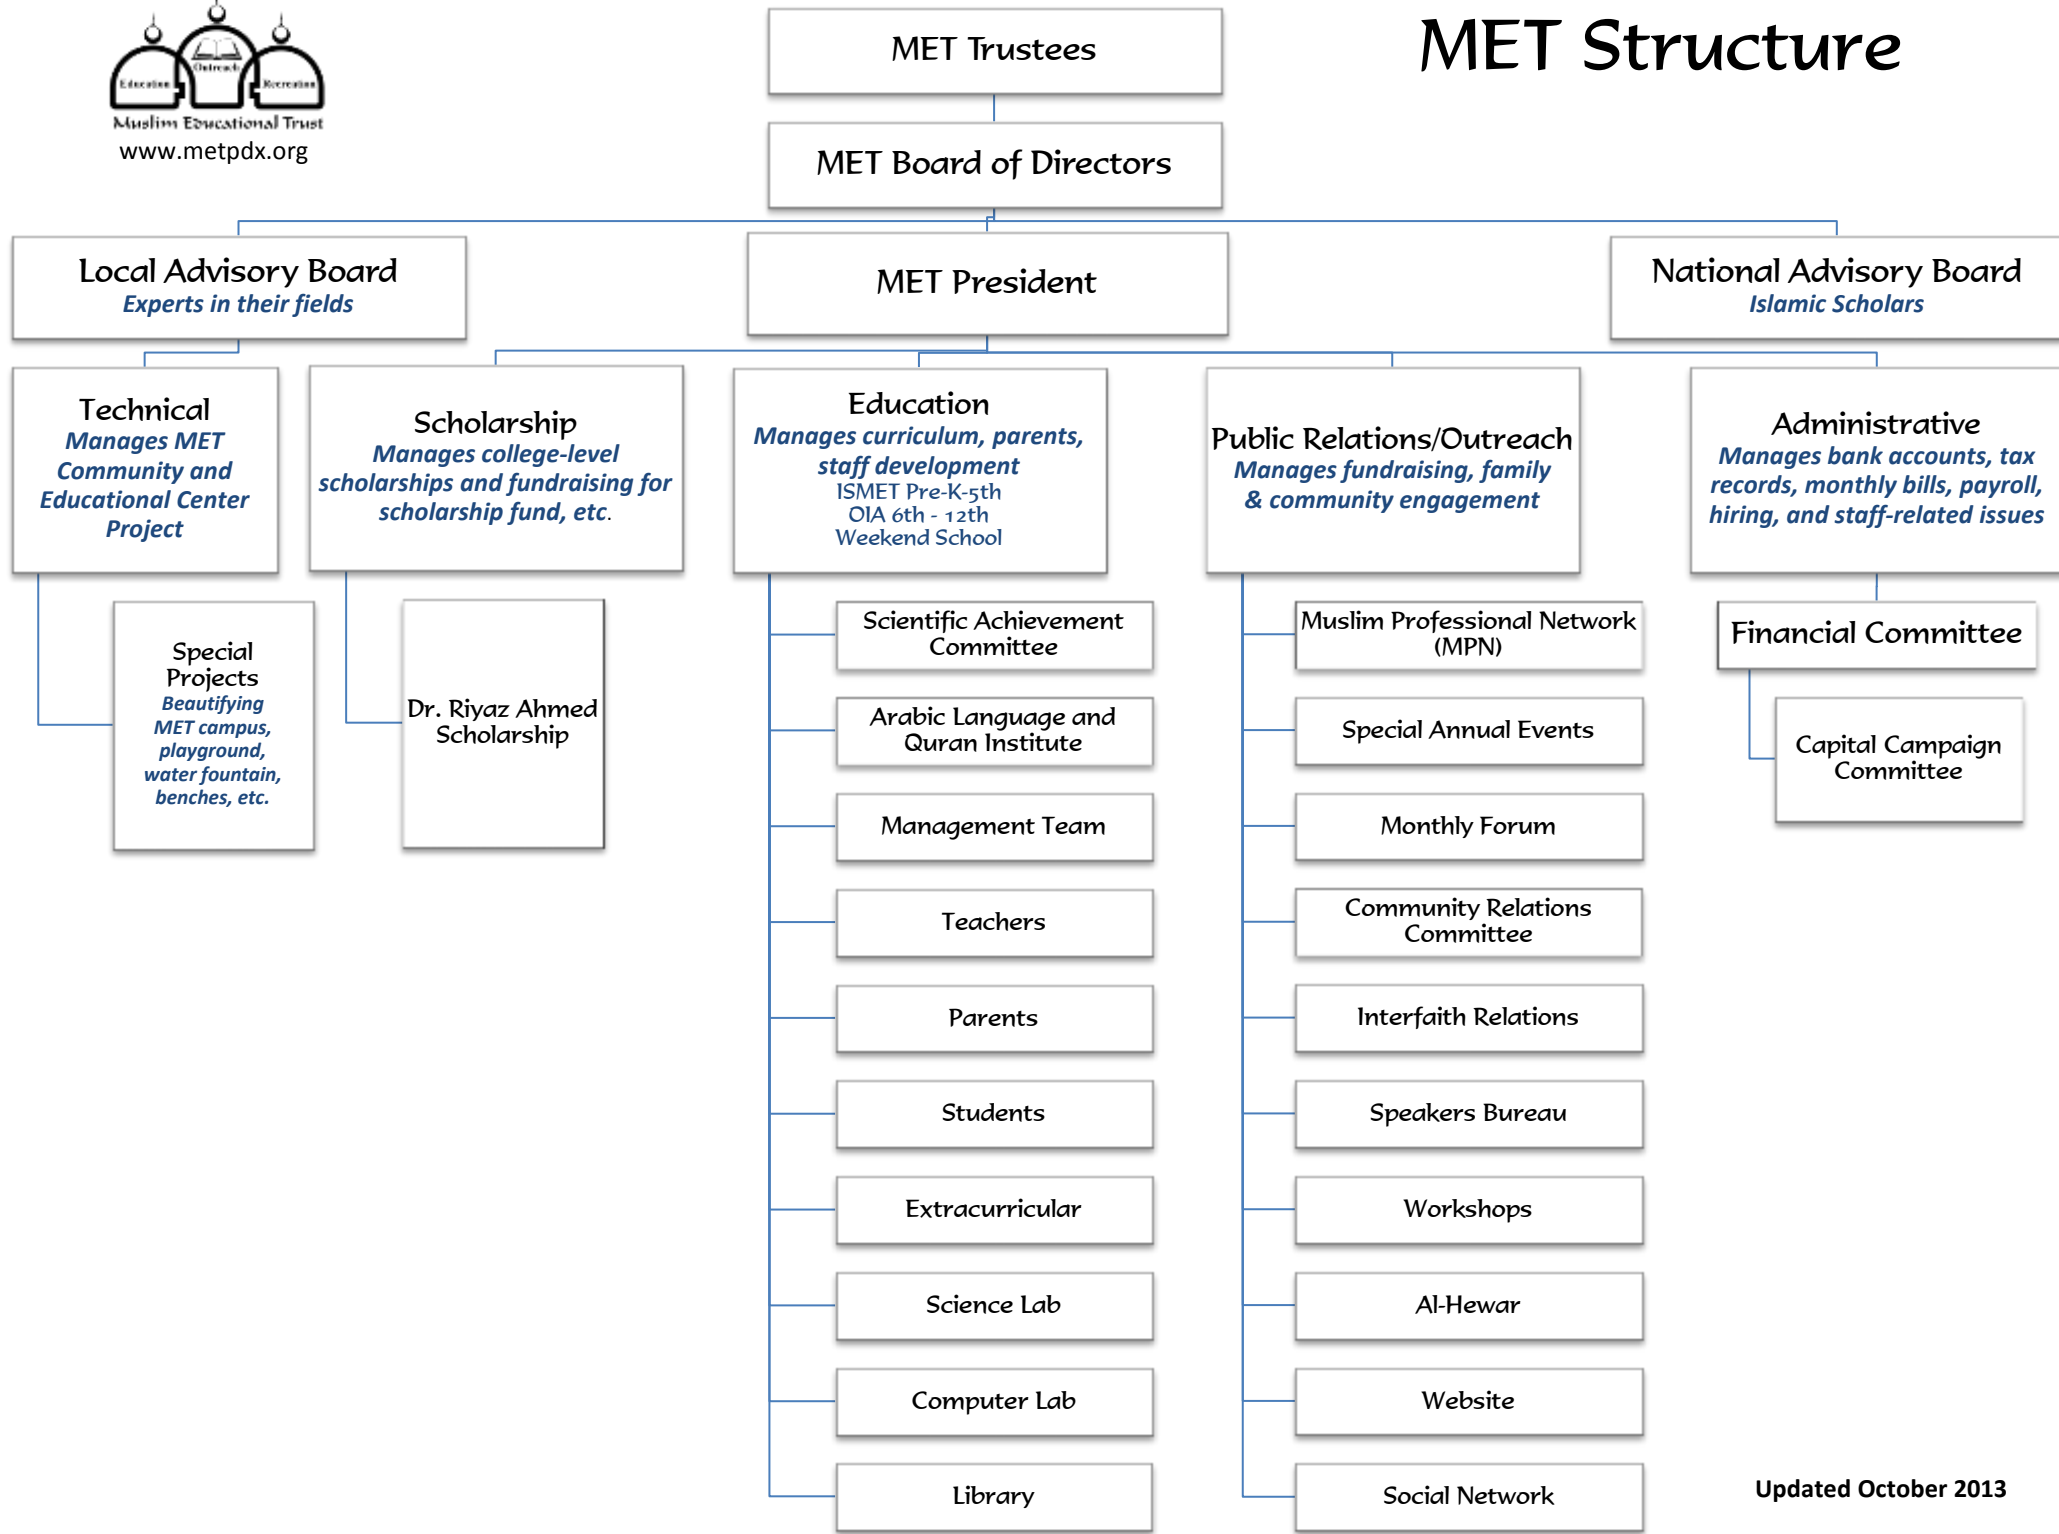 MET Structure
Education
Outreach
Recreation
Muslim Educational Trust
www.metpdx.org
MET Trustees
MET Board of Directors
Local Advisory Board
Experts in their fields
MET President
National Advisory Board
Islamic Scholars
Technical
Manages MET
Community and
Educational Center
Project
Special
Projects
Beautifying
MET campus,
playground,
water fountain,
benches, etc.
Scholarship
Manages college-level
scholarships and fundraising for
scholarship fund, etc.
Dr. Riyaz Ahmed
Scholarship
Education
Manages curriculum, parents,
staff development
ISMET Pre-K-5th
OIA 6th - 12th
Weekend School
Scientific Achievement
Committee
Arabic Language and
Quran Institute
Management Team
Teachers
Parents
Students
Extracurricular
Science Lab
Computer Lab
Library
Public Relations/Outreach
Manages fundraising, family
& community engagement
Muslim Professional Network
(MPN)
Special Annual Events
Monthly Forum
Community Relations
Committee
Interfaith Relations
Speakers Bureau
Workshops
Al-Hewar
Website
Social Network
Administrative
Manages bank accounts, tax
records, monthly bills, payroll,
hiring, and staff-related issues
Financial Committee
Capital Campaign
Committee
Updated October 2013